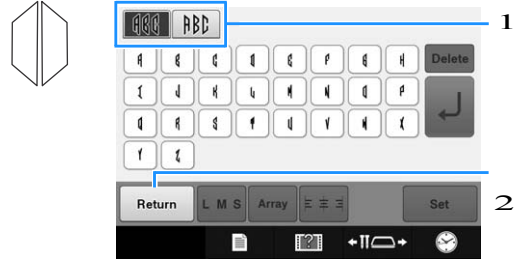 ABC ABC 1
A B C D E F G H Delete
I J K L M N O P
Q R S T U V W X
Y Z
Return L M S Array Set 2
?